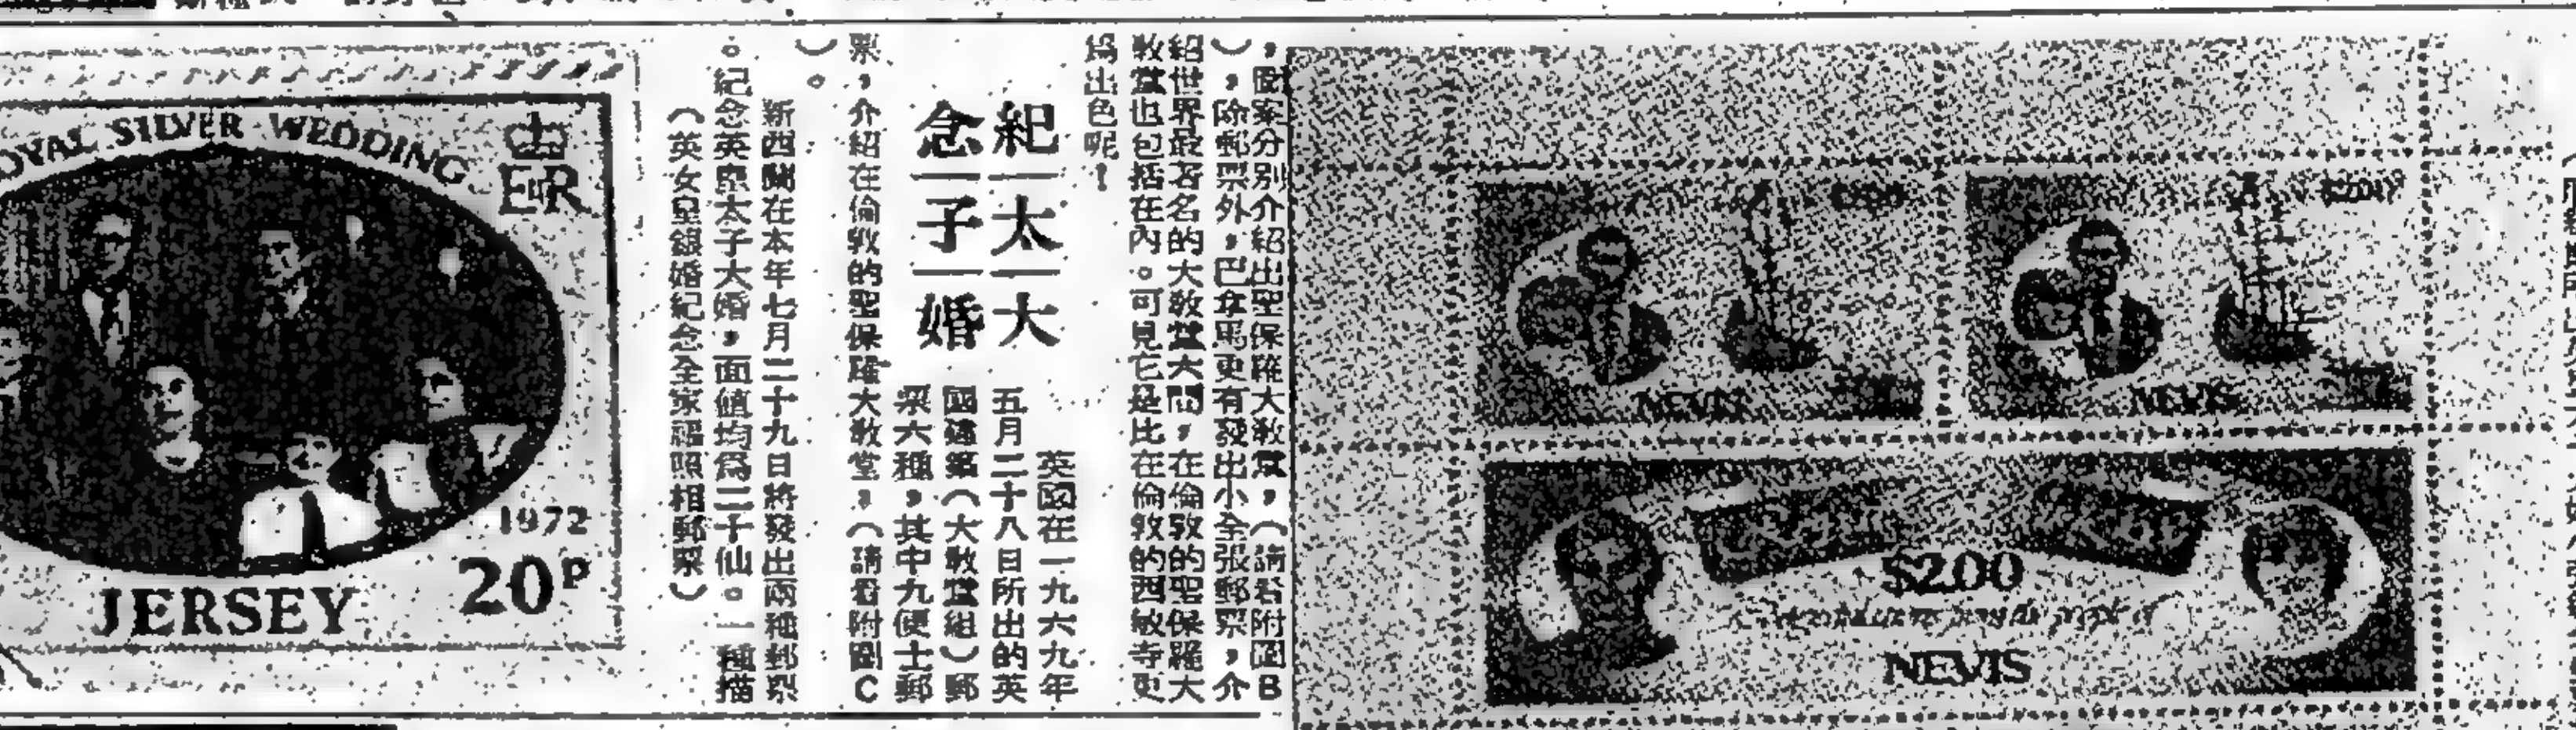 ，圖案分別介紹出聖保羅大教堂，（請看附圖B
），除郵票外，巴拿馬更有發出小全張郵票，介
紹世界最著名的大教堂六間，在倫敦的聖保羅大
教堂也包括在內。可見它是比在倫敦的西敏寺更
爲出色呢！
紀太大
念子婚
英國在一九六九年
五月二十八日所出的英
國建築（大教堂組）郵
票六種，其中九便士郵
票，介紹在倫敦的聖保羅大教堂，（請看附圖C
）。
新西蘭在本年七月二十九日將發出兩種郵票
。紀念英皇太子大婚，面值均爲二十仙。一種描
（英女皇銀婚紀念全家福照相郵票）
ROYAL SILVER WEDDING
ER
1972
20P
JERSEY
NEVIS
NEVIS
$2.00
NEVIS